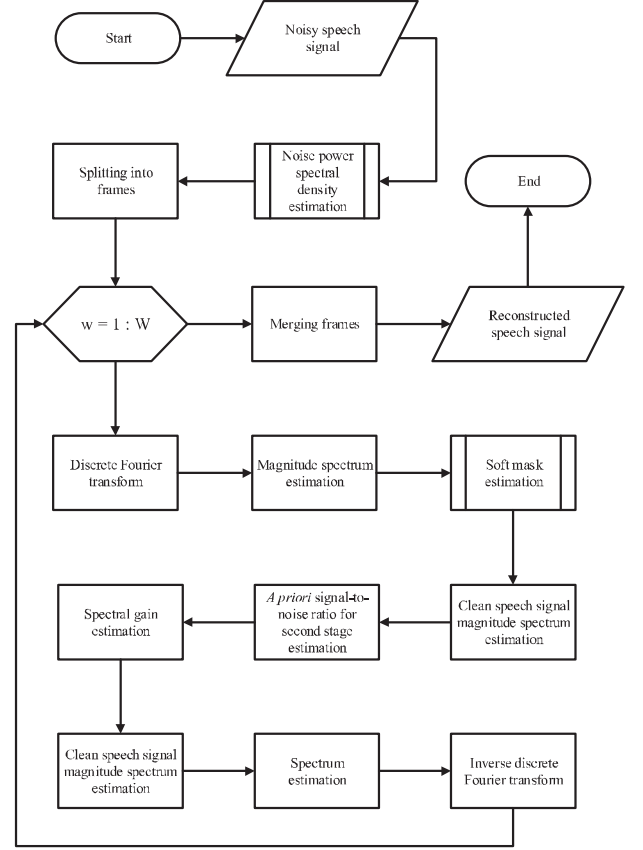 Start
Noisy speech
signal
Splitting into
frames
Noise power
spectral
density
estimation
End
w = 1 : W
Merging frames
Reconstructed
speech signal
Discrete Fourier
transform
Magnitude spectrum
estimation
Soft mask
estimation
Spectral gain
estimation
A priori signal-to-
noise ratio for
second stage
estimation
Clean speech signal
magnitude spectrum
estimation
Clean speech signal
magnitude spectrum
estimation
Spectrum
estimation
Inverse discrete
Fourier transform